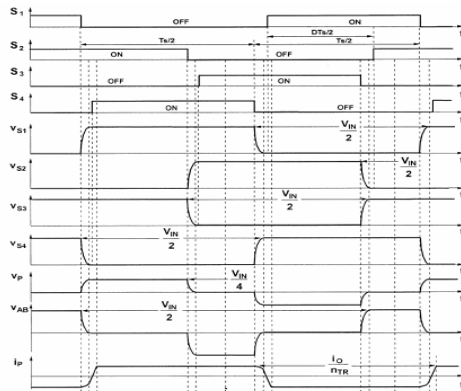 S1 OFF ON t
DTs/2
Ts/2 Ts/2
S2 ON OFF t
S3 OFF ON OFF t
S4 ON OFF t
VS1 VIN/2 t
VS2 VIN/2 t
VS3 VIN/2 t
VS4 VIN/2 t
VP VIN/4 t
VAB VIN/2 t
iP iO/nTR t